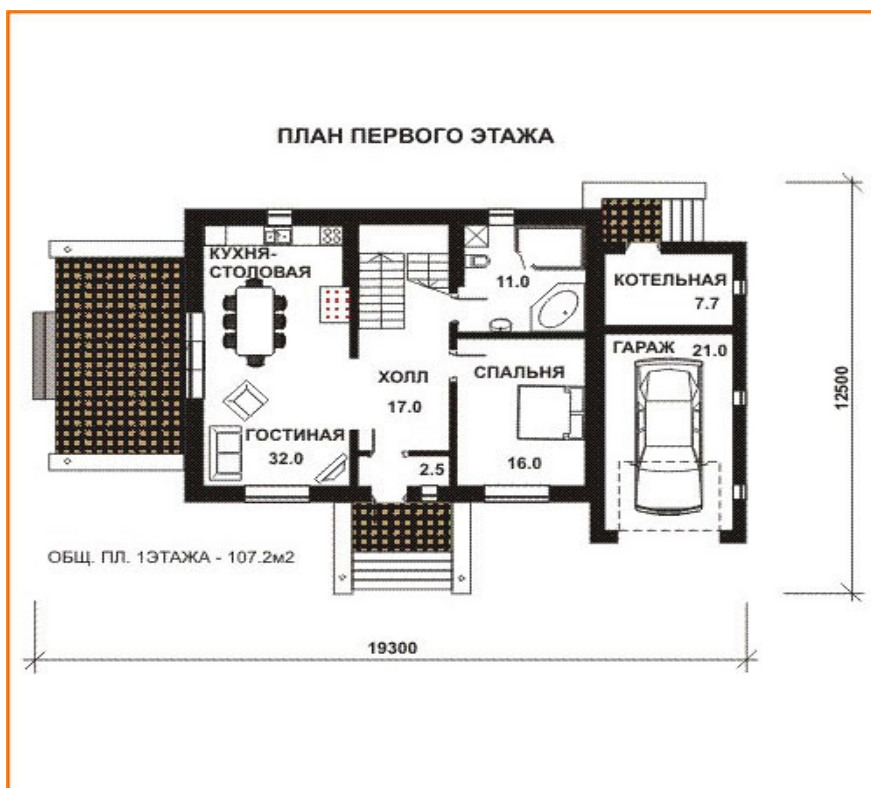 ПЛАН ПЕРВОГО ЭТАЖА
КУХНЯ-
СТОЛОВАЯ
11.0
КОТЕЛЬНАЯ
7.7
ГАРАЖ 21.0
ХОЛЛ
17.0
СПАЛЬНЯ
16.0
ГОСТИНАЯ
32.0
2.5
12500
ОБЩ. ПЛ. 1ЭТАЖА - 107.2м2
19300